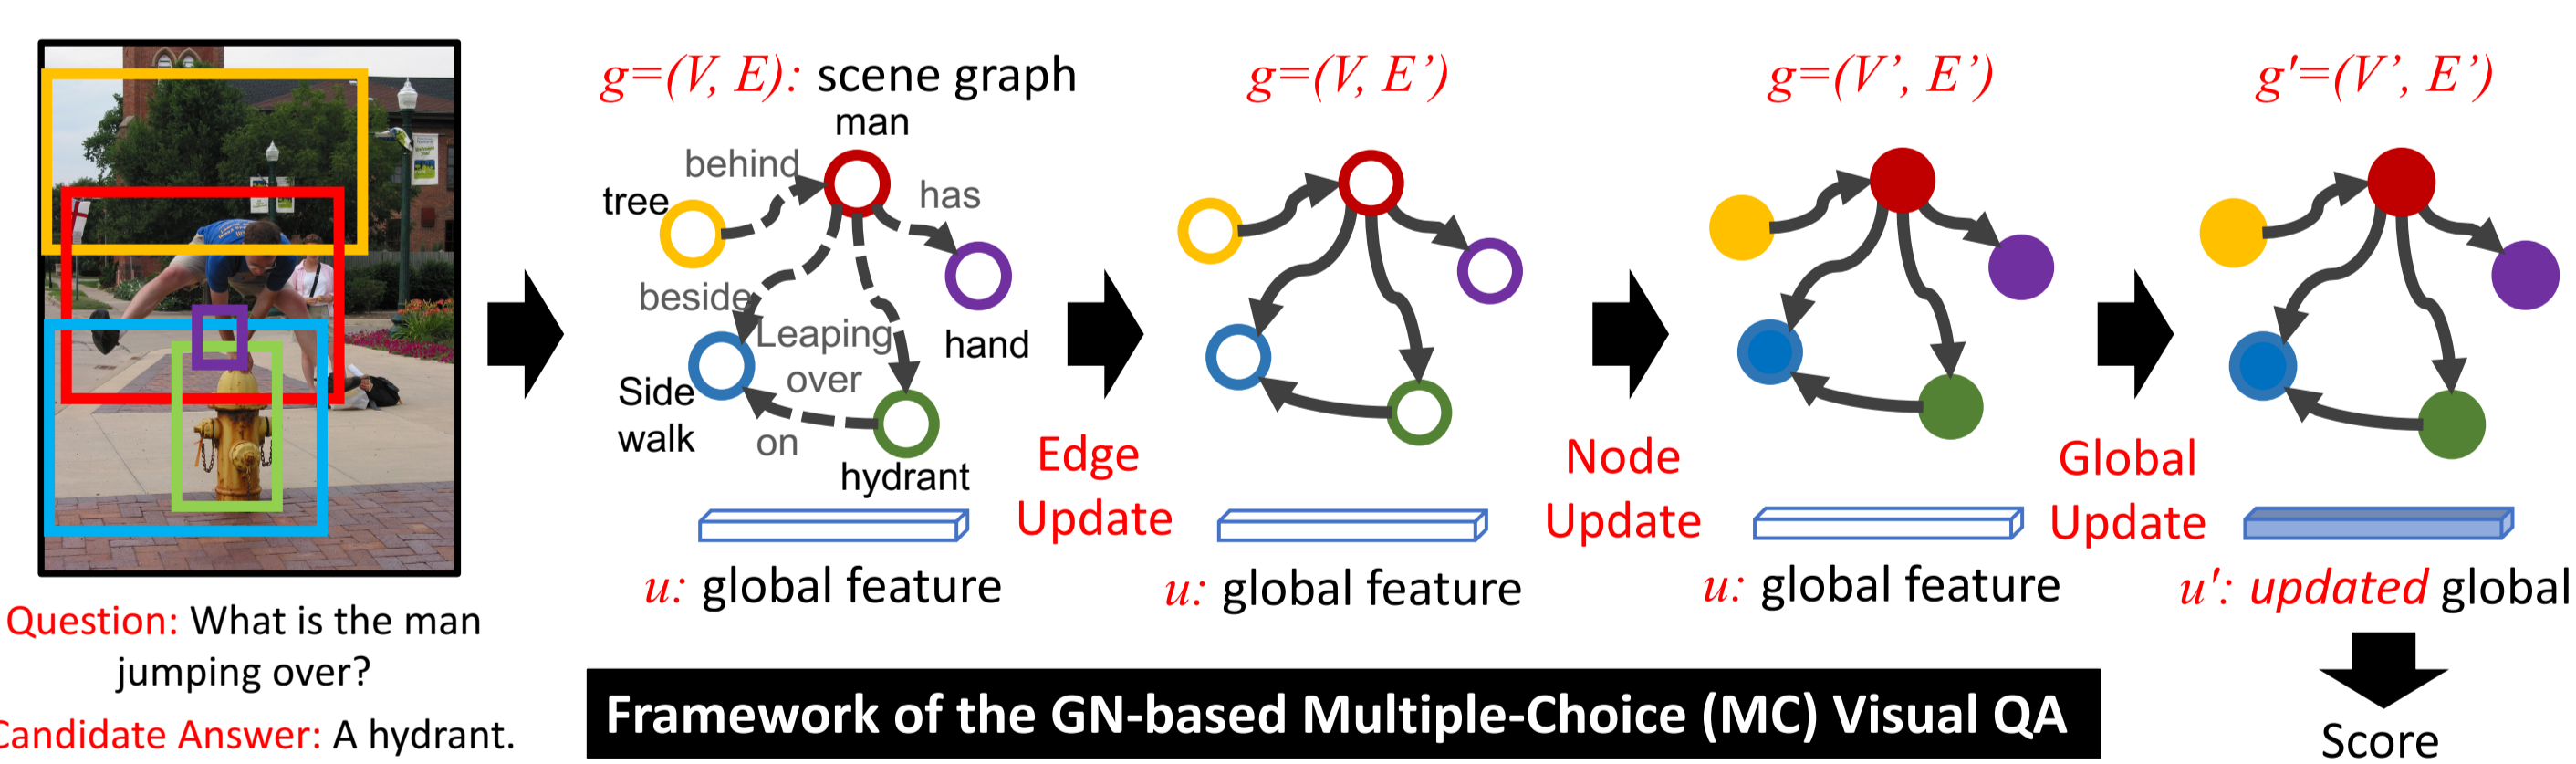 g=(V, E): scene graph
man
behind
tree
has
beside
Leaping
over
hand
Side
walk
on
hydrant
u: global feature
Edge
Update
g=(V, E’)
u: global feature
Node
Update
g=(V’, E’)
u: global feature
Global
Update
g'=(V’, E’)
u': updated global
Score
Question: What is the man
jumping over?
Candidate Answer: A hydrant.
Framework of the GN-based Multiple-Choice (MC) Visual QA